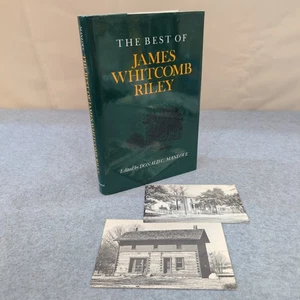 THE BEST OF
JAMES
WHITCOMB
RILEY
Edited by DONALD C. MANLOVE